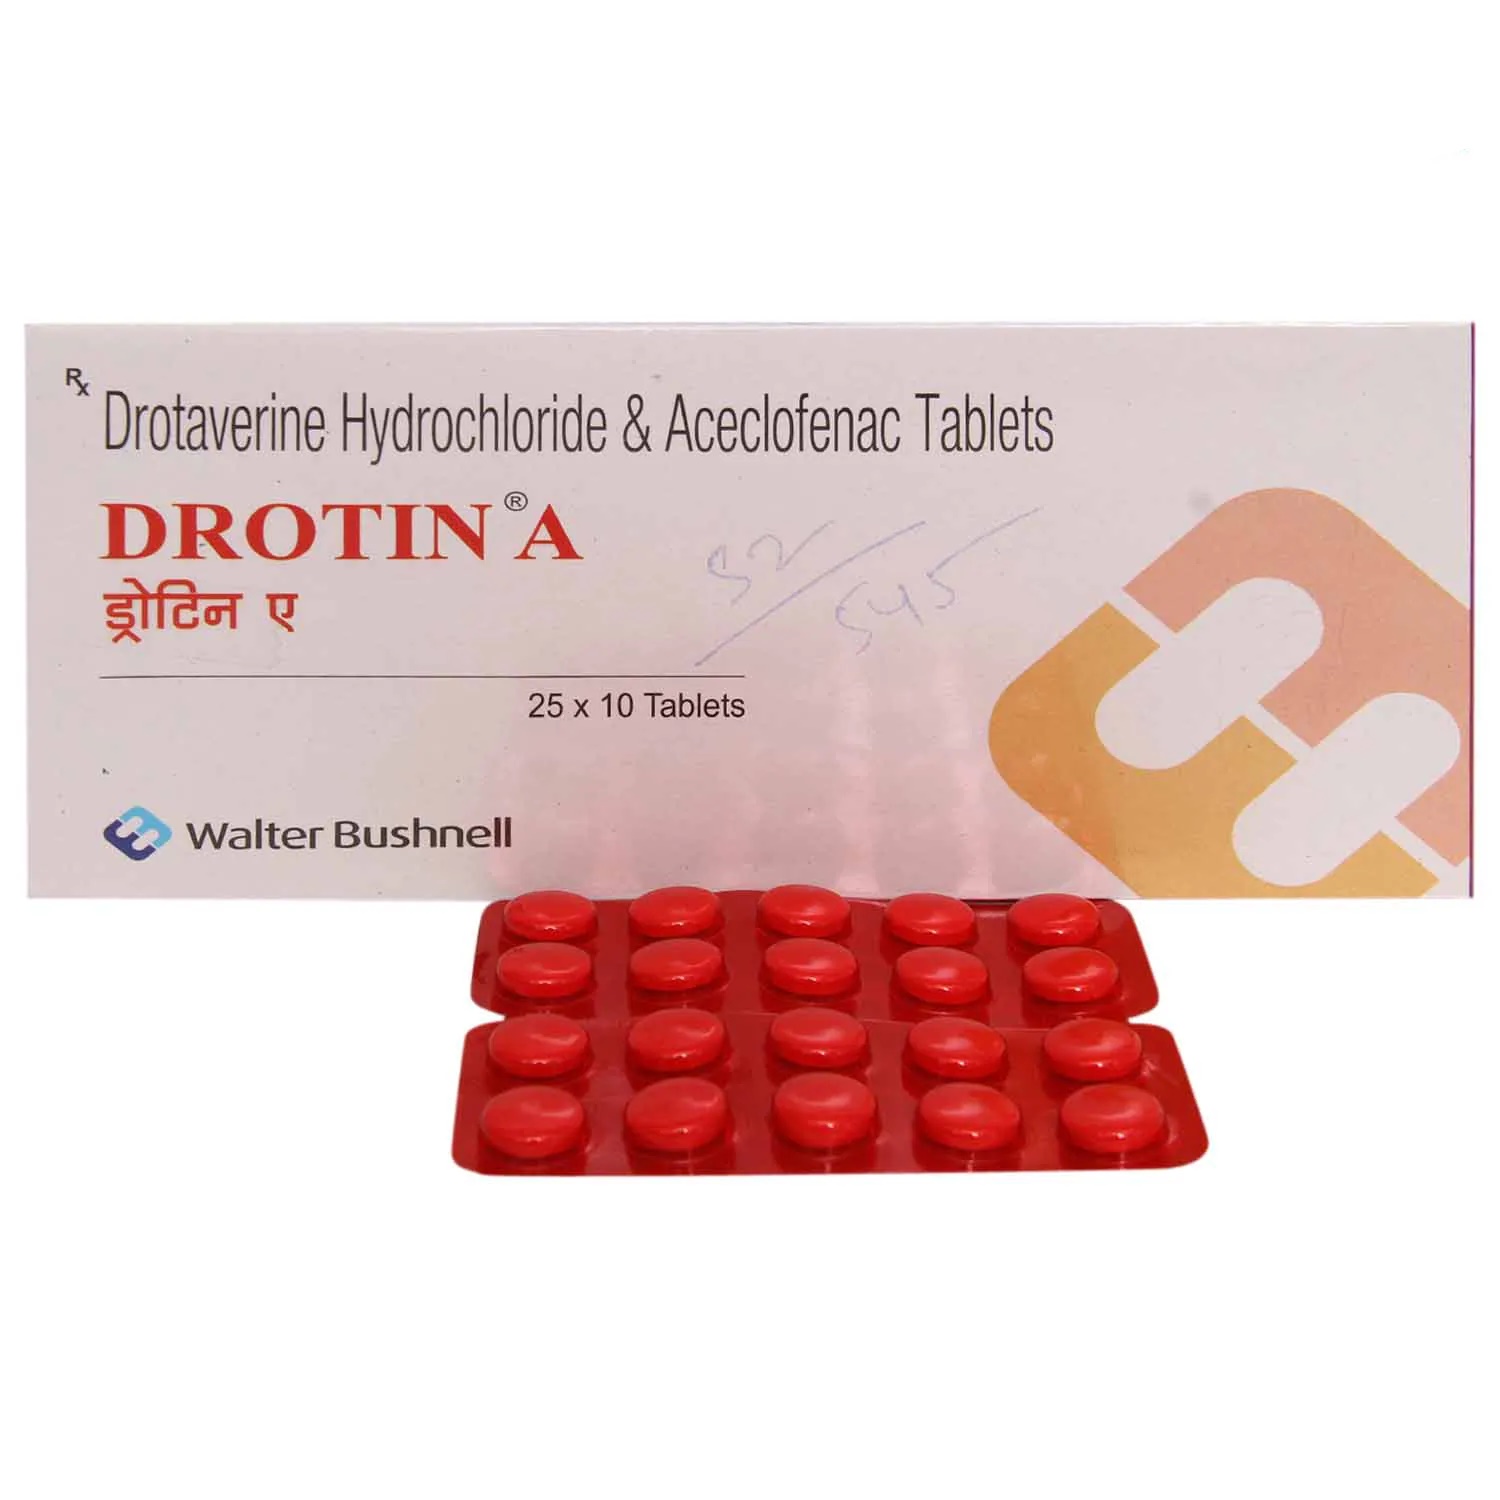 Rx Drotaverine Hydrochloride & Aceclofenac Tablets
DROTIN® A
ड्रोटिन ए
52/545
25 x 10 Tablets
Walter Bushnell